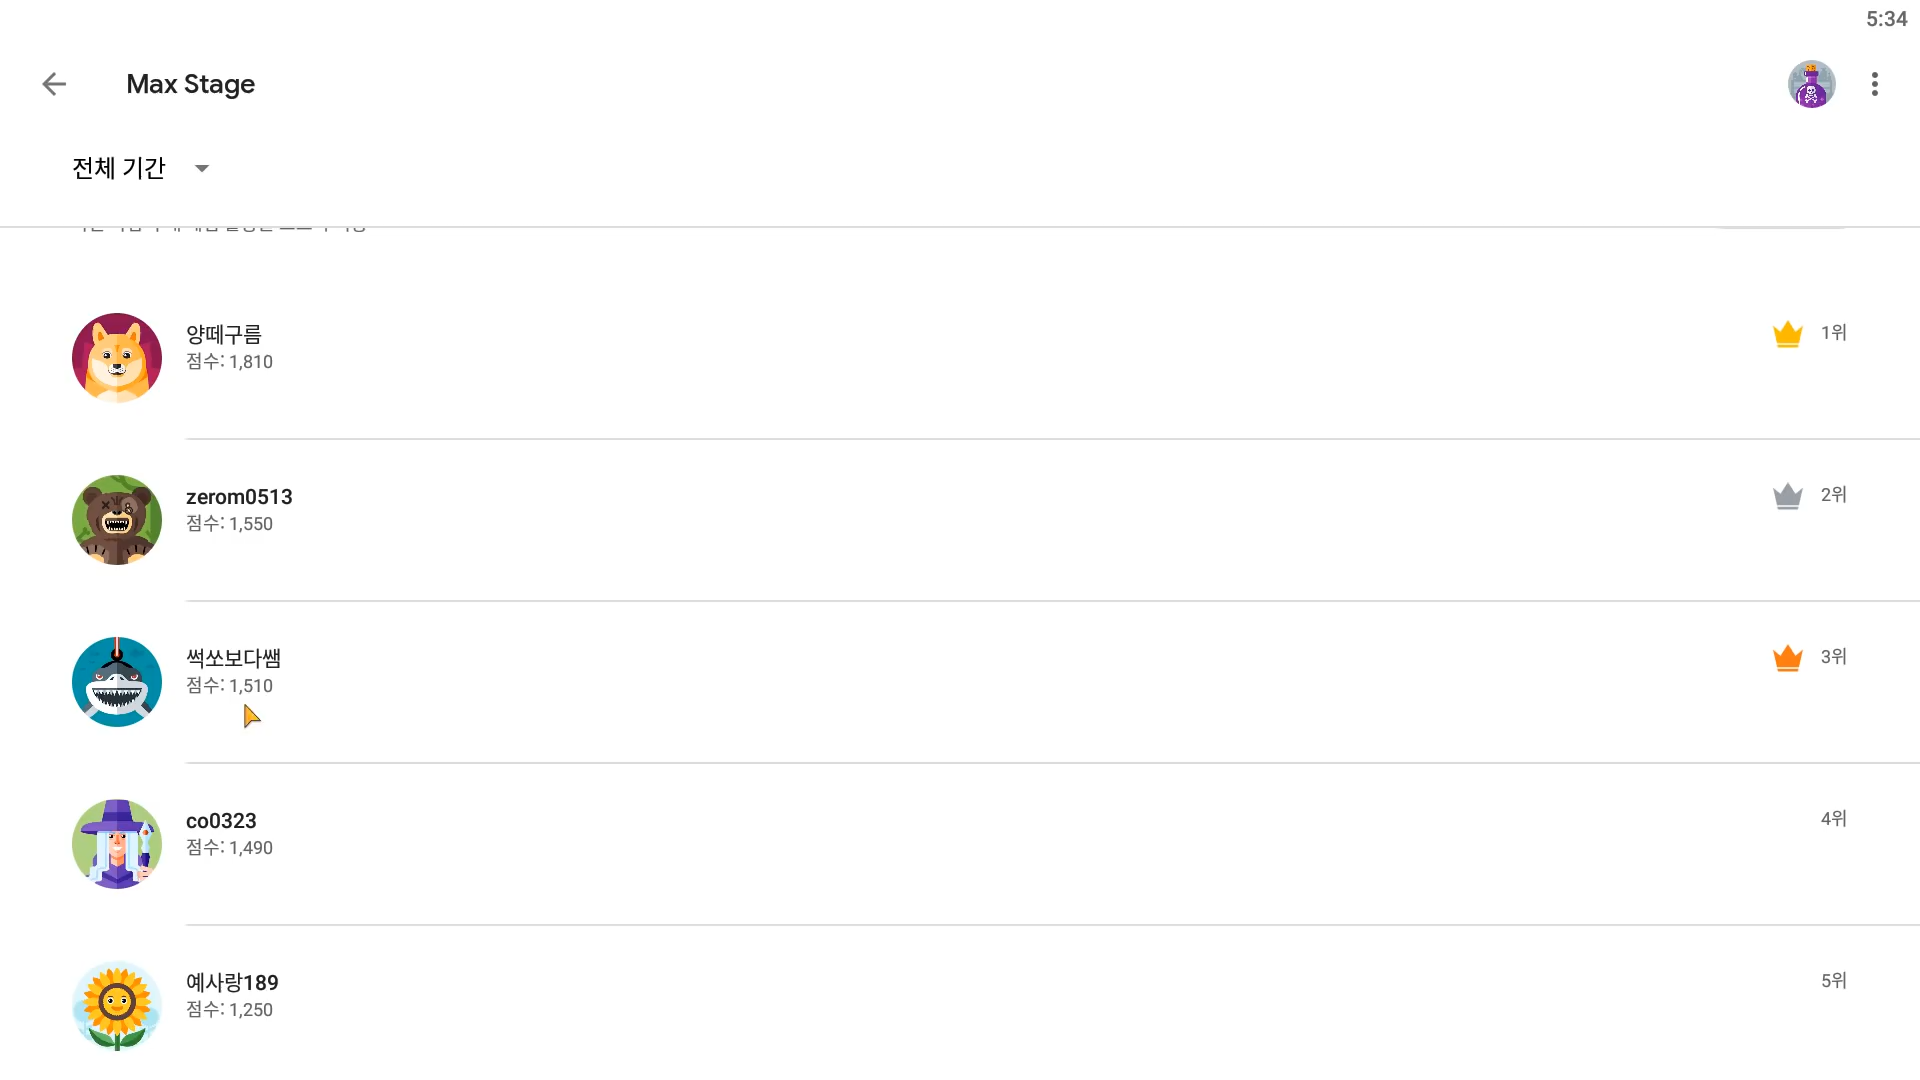 5:34
Max Stage
전체 기간
양떼구름
점수: 1,810
1위
zerom0513
점수: 1,550
2위
썩쏘보다쌤
점수: 1,510
3위
co0323
점수: 1,490
4위
예사랑189
점수: 1,250
5위